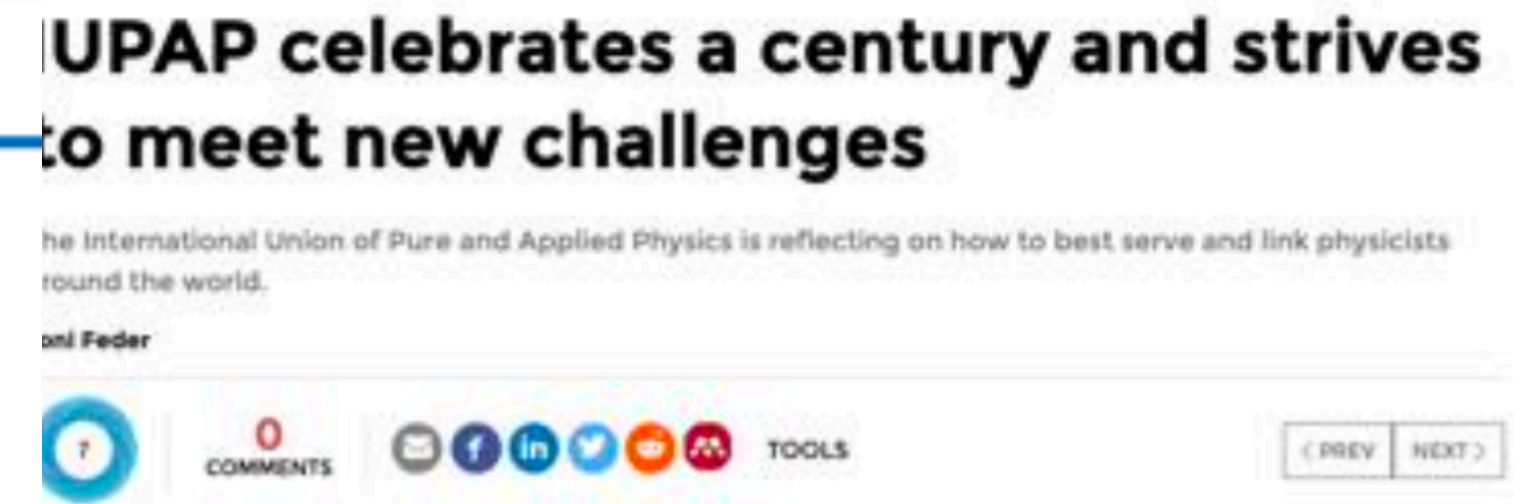 IUPAP celebrates a century and strives
to meet new challenges
he International Union of Pure and Applied Physics is reflecting on how to best serve and link physicists
round the world.
oni Feder
7
0
COMMENTS
f in TOOLS
< PREV NEXT >